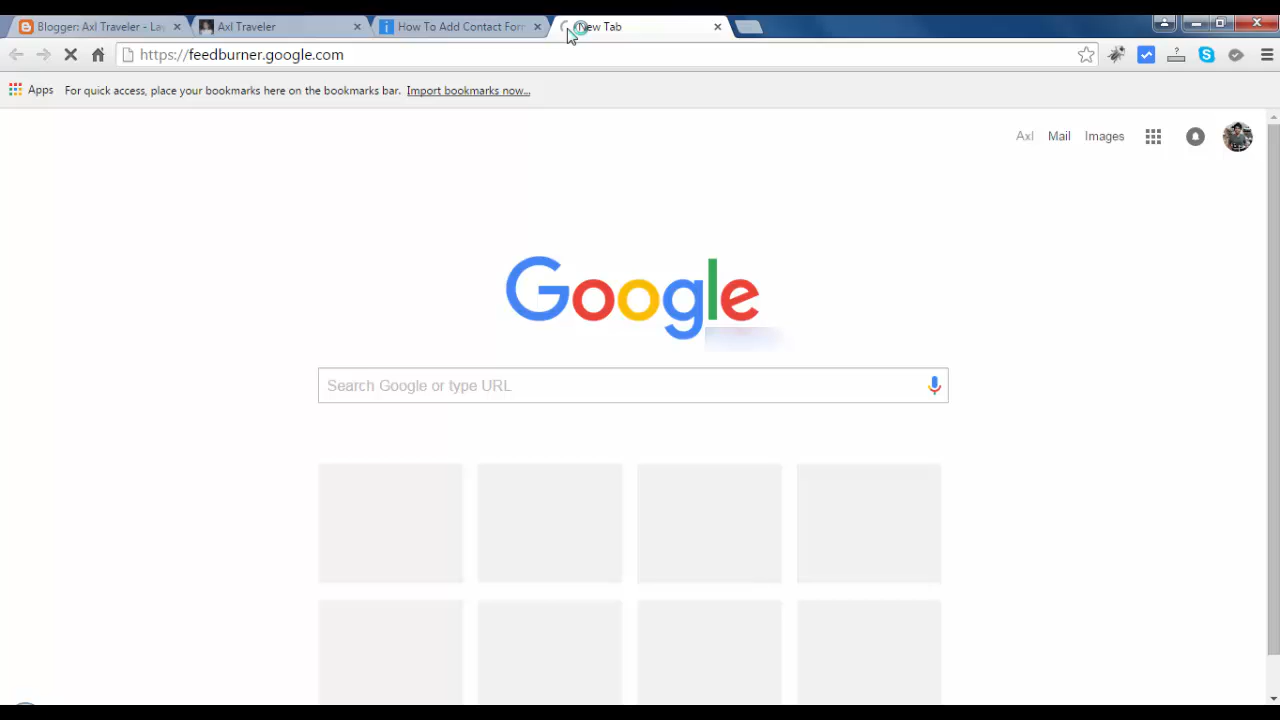 Blogger: Axl Traveler - La
Axl Traveler
How To Add Contact For
New Tab
https://feedburner.google.com
Apps
For quick access, place your bookmarks here on the bookmarks bar. Import bookmarks now...
Axl Mail Images
Google
Search Google or type URL